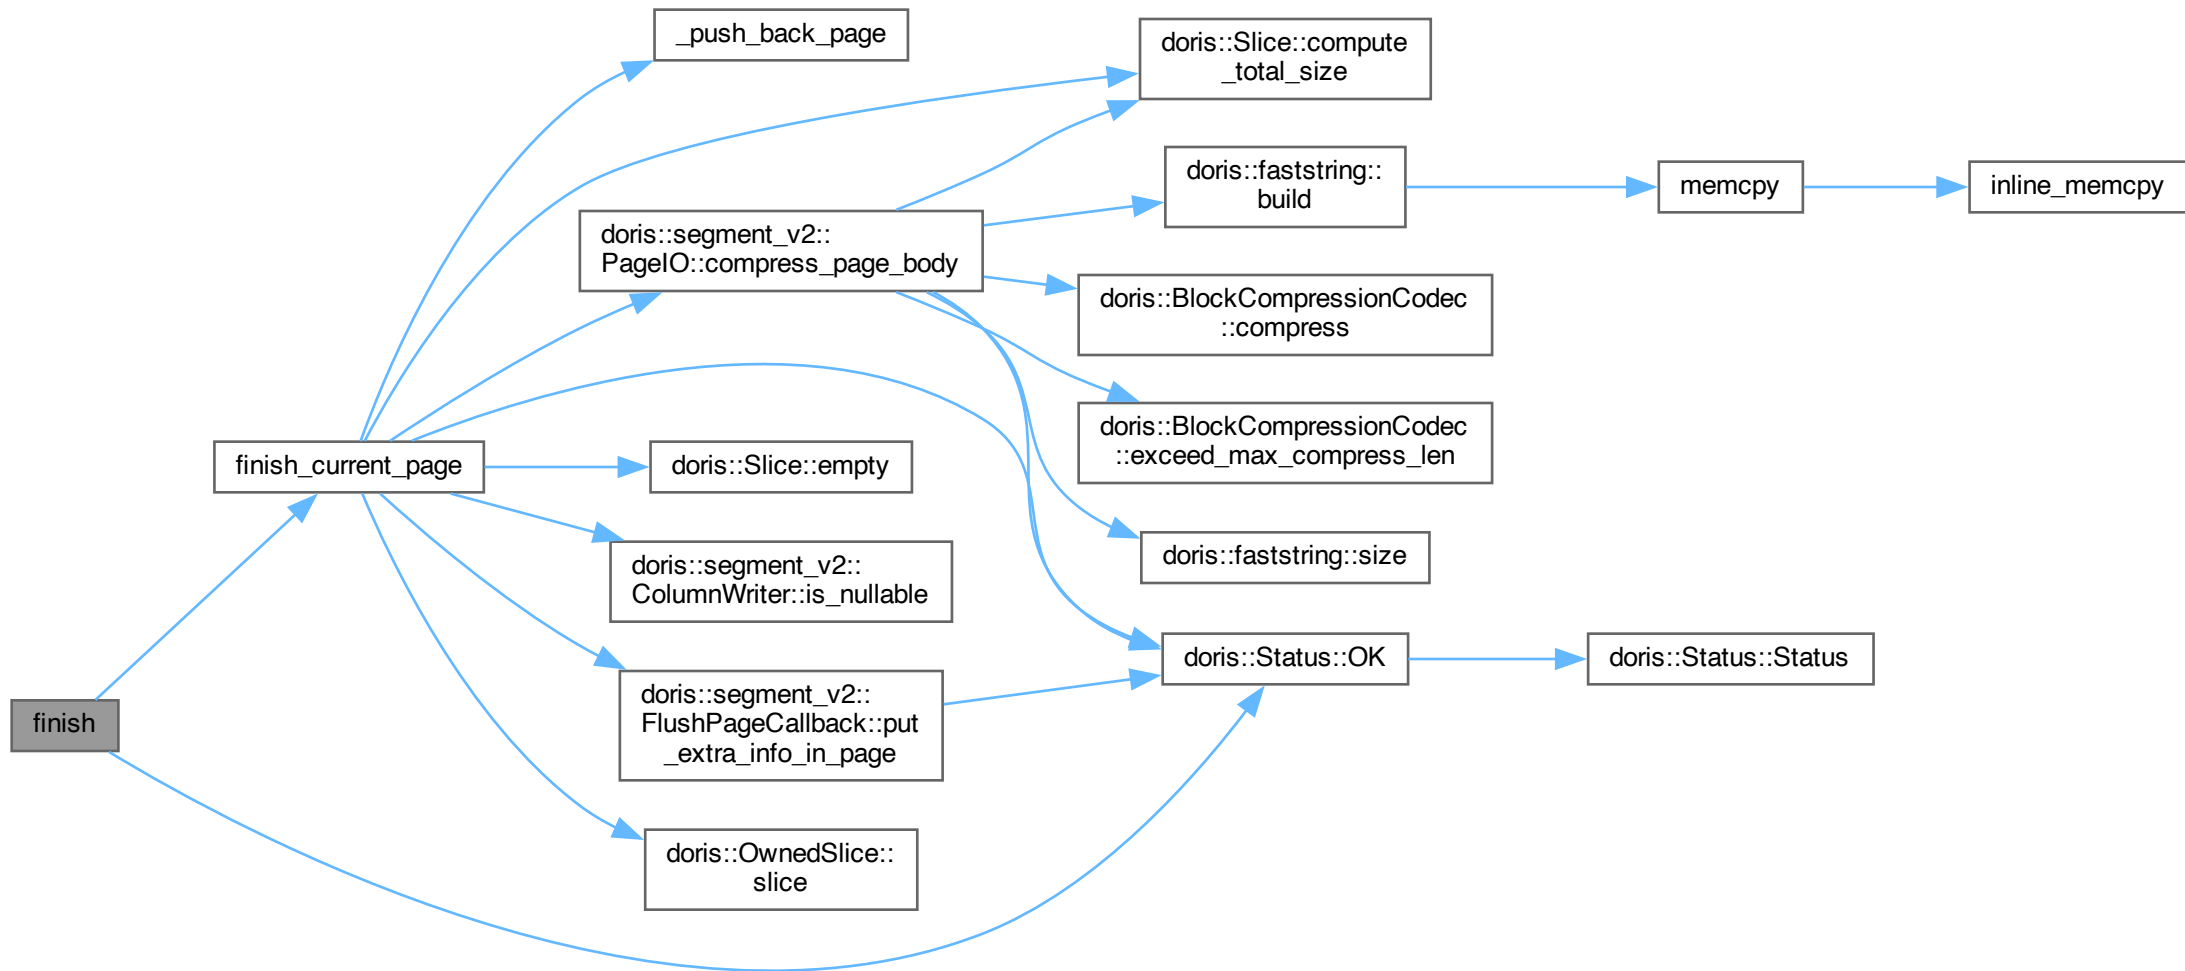 _push_back_page
doris::Slice::compute
_total_size
doris::faststring::
build
memcpy
inline_memcpy
doris::segment_v2::
PageIO::compress_page_body
doris::BlockCompressionCodec
::compress
doris::BlockCompressionCodec
::exceed_max_compress_len
finish_current_page
doris::Slice::empty
doris::faststring::size
doris::segment_v2::
ColumnWriter::is_nullable
doris::Status::OK
doris::Status::Status
doris::segment_v2::
FlushPageCallback::put
_extra_info_in_page
finish
doris::OwnedSlice::
slice